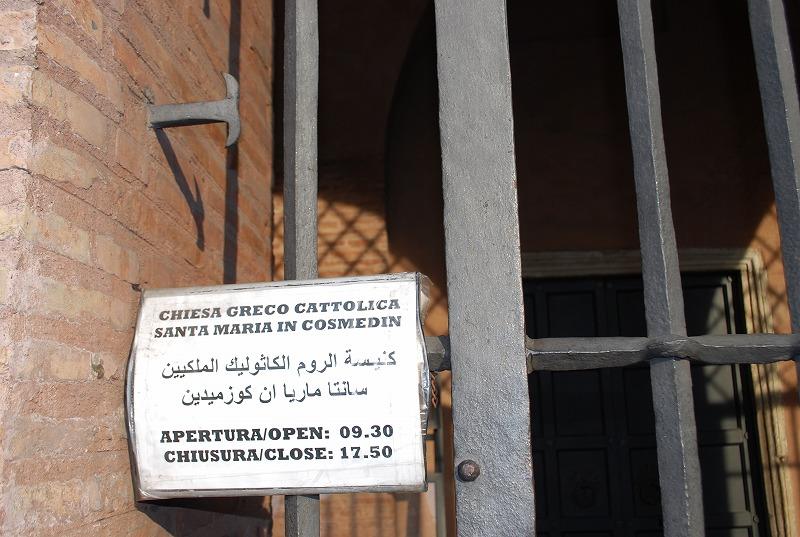 CHIESA GRECO CATTOLICA
SANTA MARIA IN COSMEDIN
كنيسة الروم الكاثوليك الملكيين
سانتا ماريا ان كوزميدين
APERTURA/OPEN: 09.30
CHIUSURA/CLOSE: 17.50